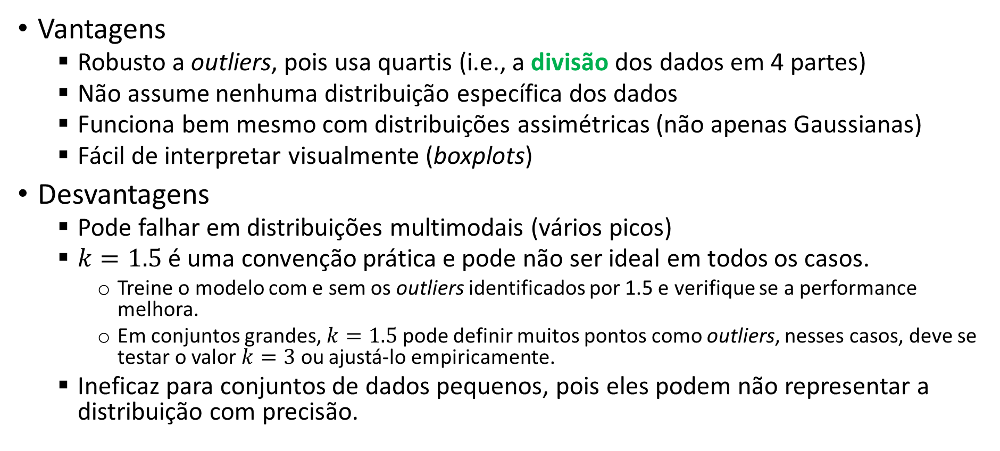 • Vantagens
▪ Robusto a outliers, pois usa quartis (i.e., a divisão dos dados em 4 partes)
▪ Não assume nenhuma distribuição específica dos dados
▪ Funciona bem mesmo com distribuições assimétricas (não apenas Gaussianas)
▪ Fácil de interpretar visualmente (boxplots)
• Desvantagens
▪ Pode falhar em distribuições multimodais (vários picos)
▪ k = 1.5 é uma convenção prática e pode não ser ideal em todos os casos.
o Treine o modelo com e sem os outliers identificados por 1.5 e verifique se a performance
melhora.
o Em conjuntos grandes, k = 1.5 pode definir muitos pontos como outliers, nesses casos, deve se
testar o valor k = 3 ou ajustá-lo empiricamente.
▪ Ineficaz para conjuntos de dados pequenos, pois eles podem não representar a
distribuição com precisão.